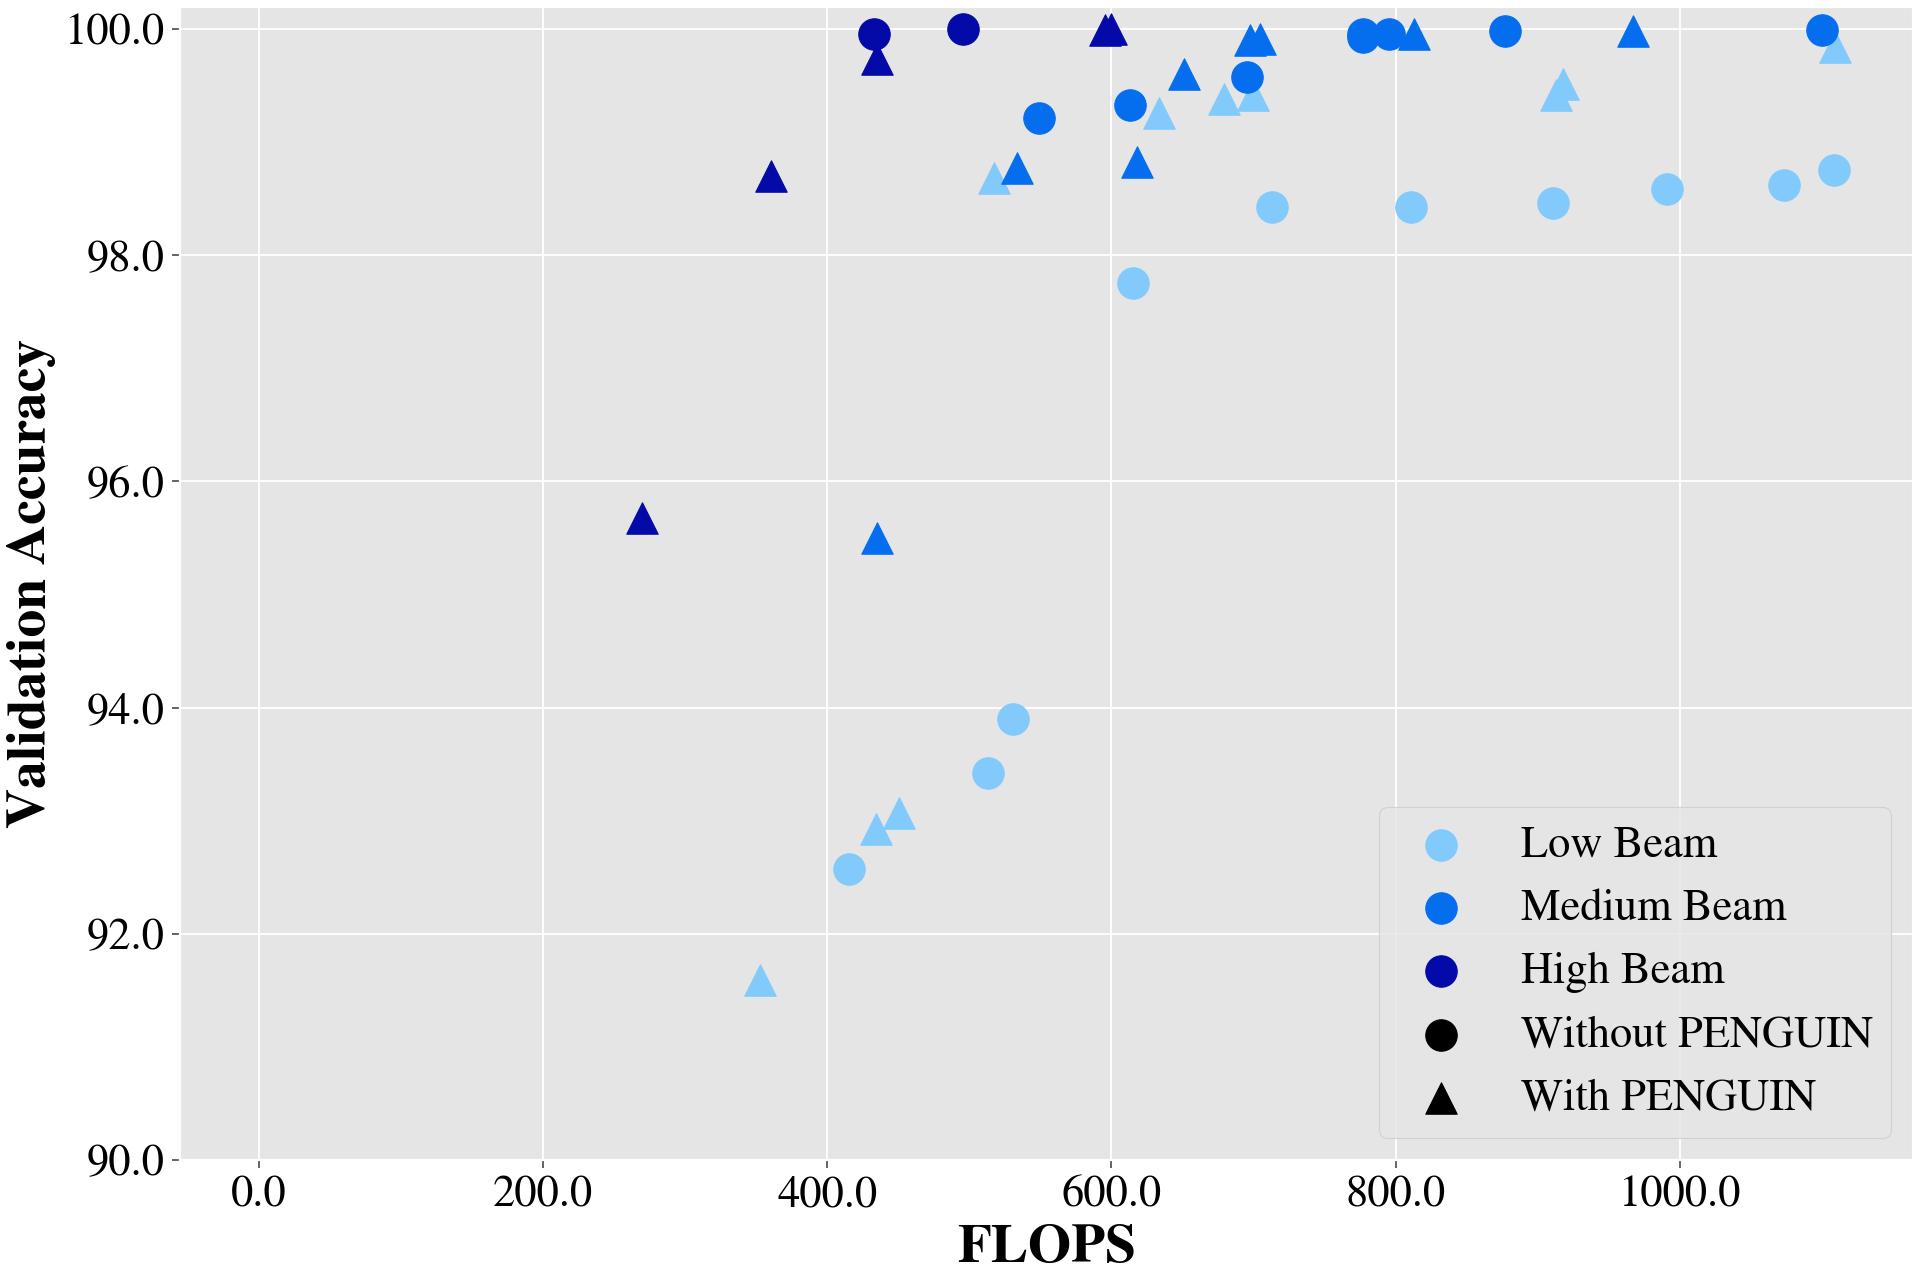 Validation Accuracy
100.0
98.0
96.0
94.0
92.0
90.0
0.0
200.0
400.0
600.0
800.0
1000.0
FLOPS
Low Beam
Medium Beam
High Beam
Without PENGUIN
With PENGUIN